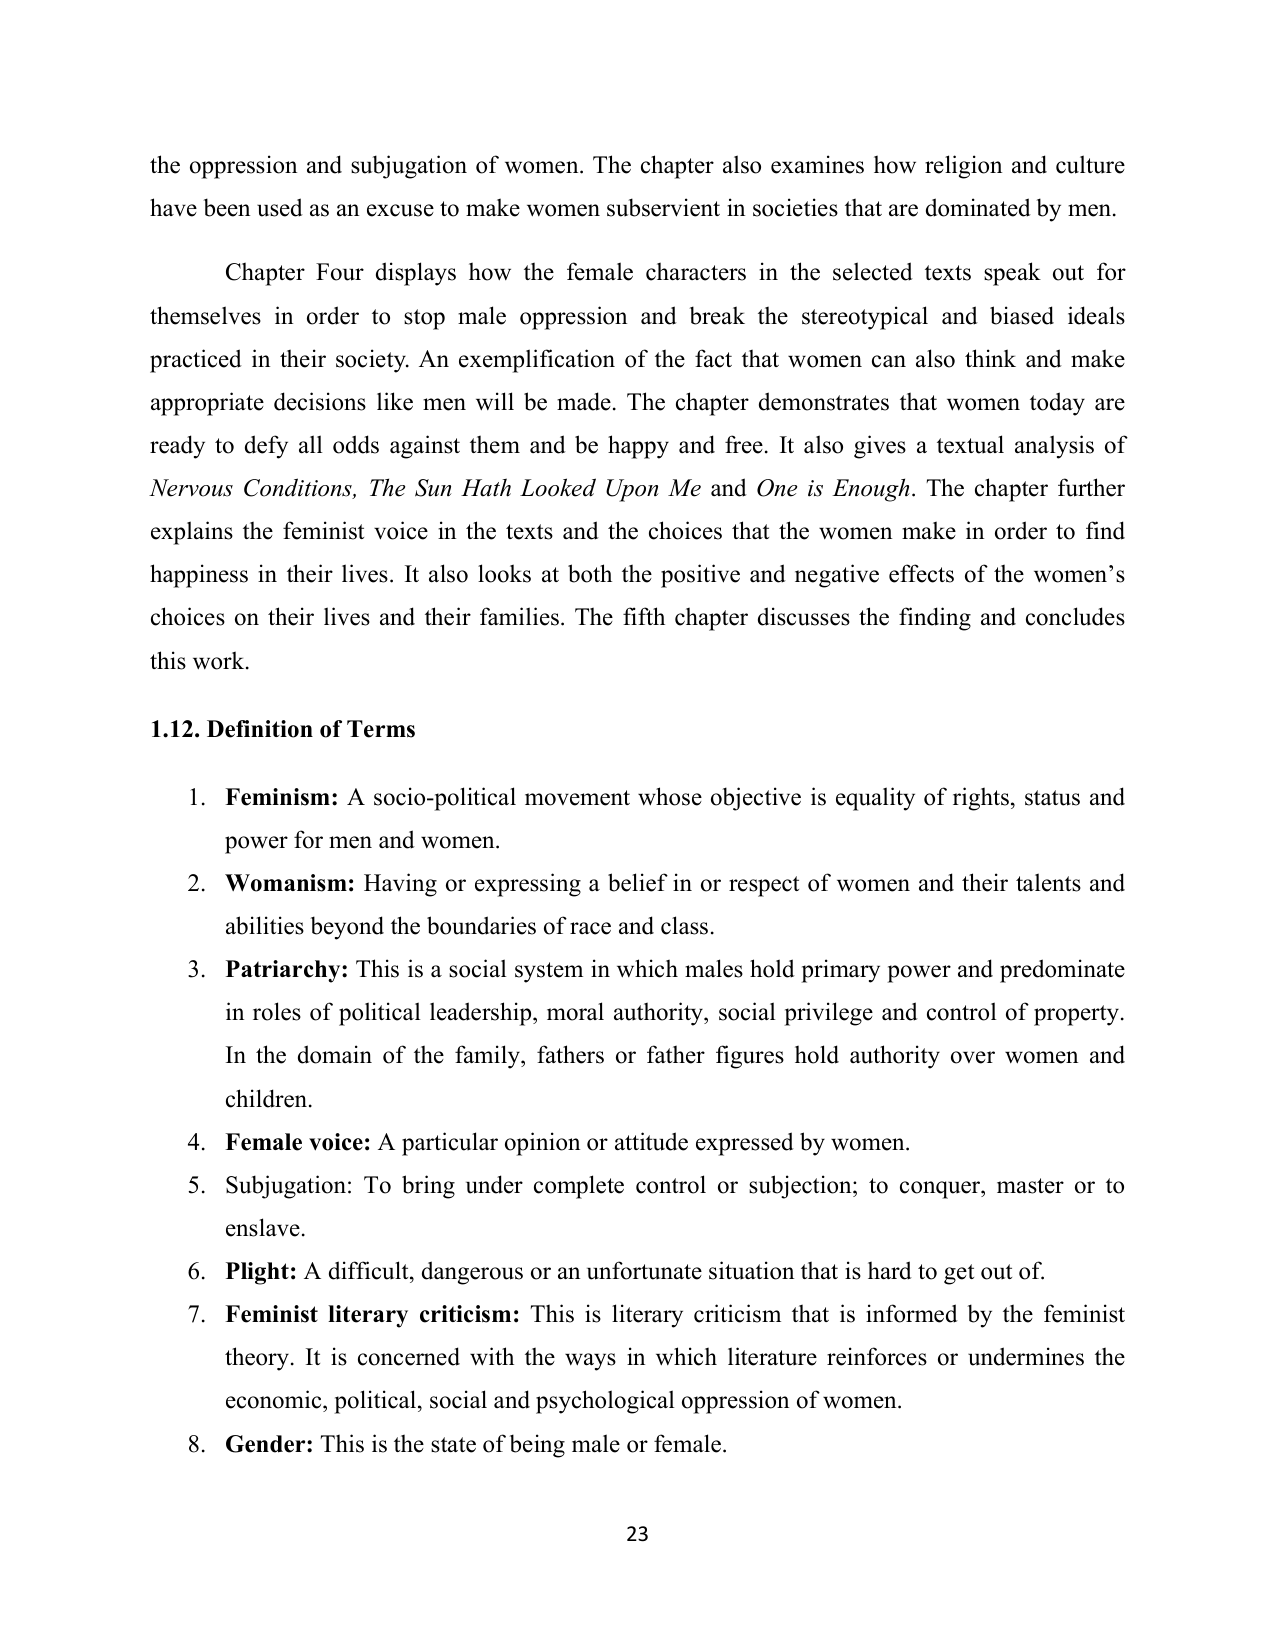 the oppression and subjugation of women. The chapter also examines how religion and culture
have been used as an excuse to make women subservient in societies that are dominated by men.
Chapter Four displays how the female characters in the selected texts speak out for
themselves in order to stop male oppression and break the stereotypical and biased ideals
practiced in their society. An exemplification of the fact that women can also think and make
appropriate decisions like men will be made. The chapter demonstrates that women today are
ready to defy all odds against them and be happy and free. It also gives a textual analysis of
Nervous Conditions, The Sun Hath Looked Upon Me and One is Enough. The chapter further
explains the feminist voice in the texts and the choices that the women make in order to find
happiness in their lives. It also looks at both the positive and negative effects of the women’s
choices on their lives and their families. The fifth chapter discusses the finding and concludes
this work.
1.12. Definition of Terms
1. Feminism: A socio-political movement whose objective is equality of rights, status and
power for men and women.
2. Womanism: Having or expressing a belief in or respect of women and their talents and
abilities beyond the boundaries of race and class.
3. Patriarchy: This is a social system in which males hold primary power and predominate
in roles of political leadership, moral authority, social privilege and control of property.
In the domain of the family, fathers or father figures hold authority over women and
children.
4. Female voice: A particular opinion or attitude expressed by women.
5. Subjugation: To bring under complete control or subjection; to conquer, master or to
enslave.
6. Plight: A difficult, dangerous or an unfortunate situation that is hard to get out of.
7. Feminist literary criticism: This is literary criticism that is informed by the feminist
theory. It is concerned with the ways in which literature reinforces or undermines the
economic, political, social and psychological oppression of women.
8. Gender: This is the state of being male or female.
23